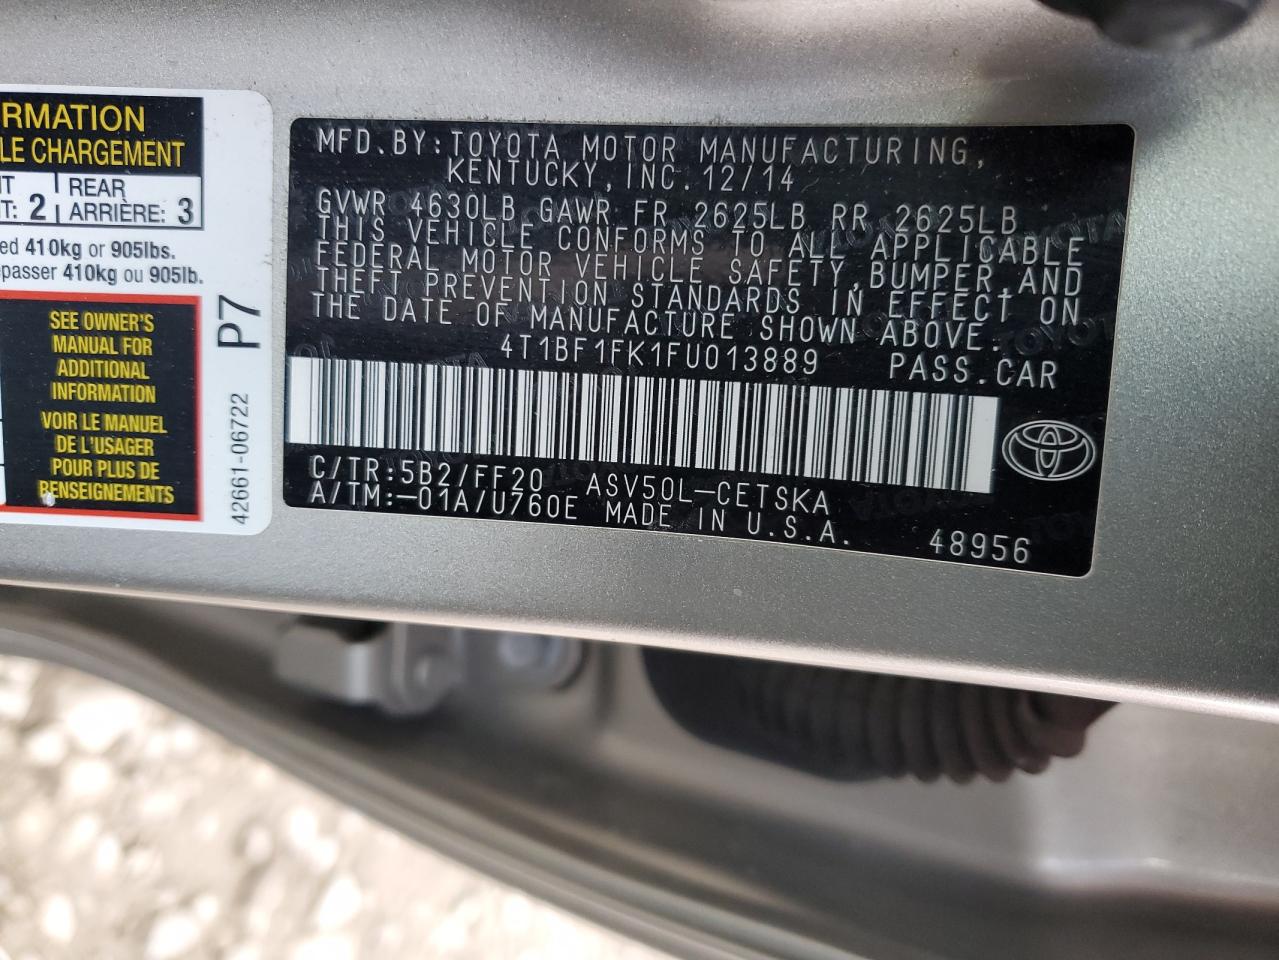 RMATION
LE CHARGEMENT
REAR
: 2 ARRIÈRE: 3
410kg or 905lbs.
410kg ou 905lb.
SEE OWNER'S
MANUAL FOR
ADDITIONAL
INFORMATION
VOIR LE MANUEL
DE L'USAGER
POUR PLUS DE
RENSEIGNEMENTS
P7
42661-06722
MFD.BY:TOYOTA MOTOR MANUFACTURING,
KENTUCKY,INC.12/14
GVWR 4630LB GAWR FR 2625LB RR 2625LB
THIS VEHICLE CONFORMS TO ALL APPLICABLE
FEDERAL MOTOR VEHICLE SAFETY,BUMPER,AND
THEFT PREVENTION STANDARDS IN EFFECT ON
THE DATE OF MANUFACTURE SHOWN ABOVE.
4T1BF1FK1FU013889 PASS.CAR
C/TR:5B2/FF20 ASV50L-CETSKA
A/TM:-01A/U760E MADE IN U.S.A.
48956